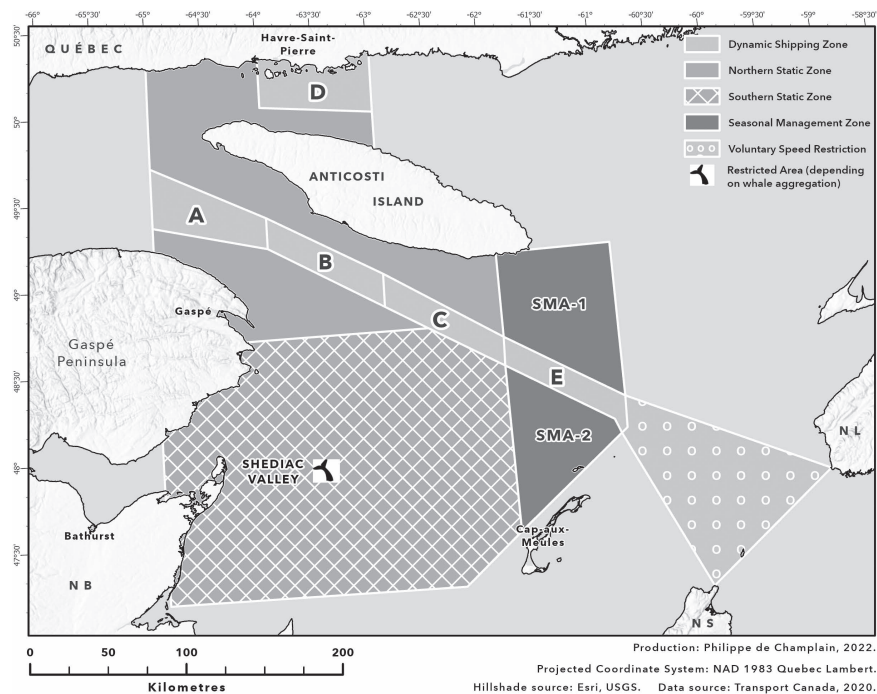 -66° -65°30' -65° -64°30' -64° -63°30' -63° -62°30' -62° -61°30' -61° -60°30' -60° -59°30' -59° -58°30'
50°30'
50°
49°30'
49°
48°30'
48°
47°30'
QUÉBEC
Havre-Saint-
Pierre
D
ANTICOSTI
ISLAND
A
B
C
E
SMA-1
SMA-2
Gaspé
Gaspé
Peninsula
SHEDIAC
VALLEY
Cap-aux-
Meules
Bathurst
NB
NL
NS
Dynamic Shipping Zone
Northern Static Zone
Southern Static Zone
Seasonal Management Zone
Voluntary Speed Restriction
Restricted Area (depending
on whale aggregation)
0 50 100 200
Kilometres
Production: Philippe de Champlain, 2022.
Projected Coordinate System: NAD 1983 Quebec Lambert.
Hillshade source: Esri, USGS. Data source: Transport Canada, 2020.